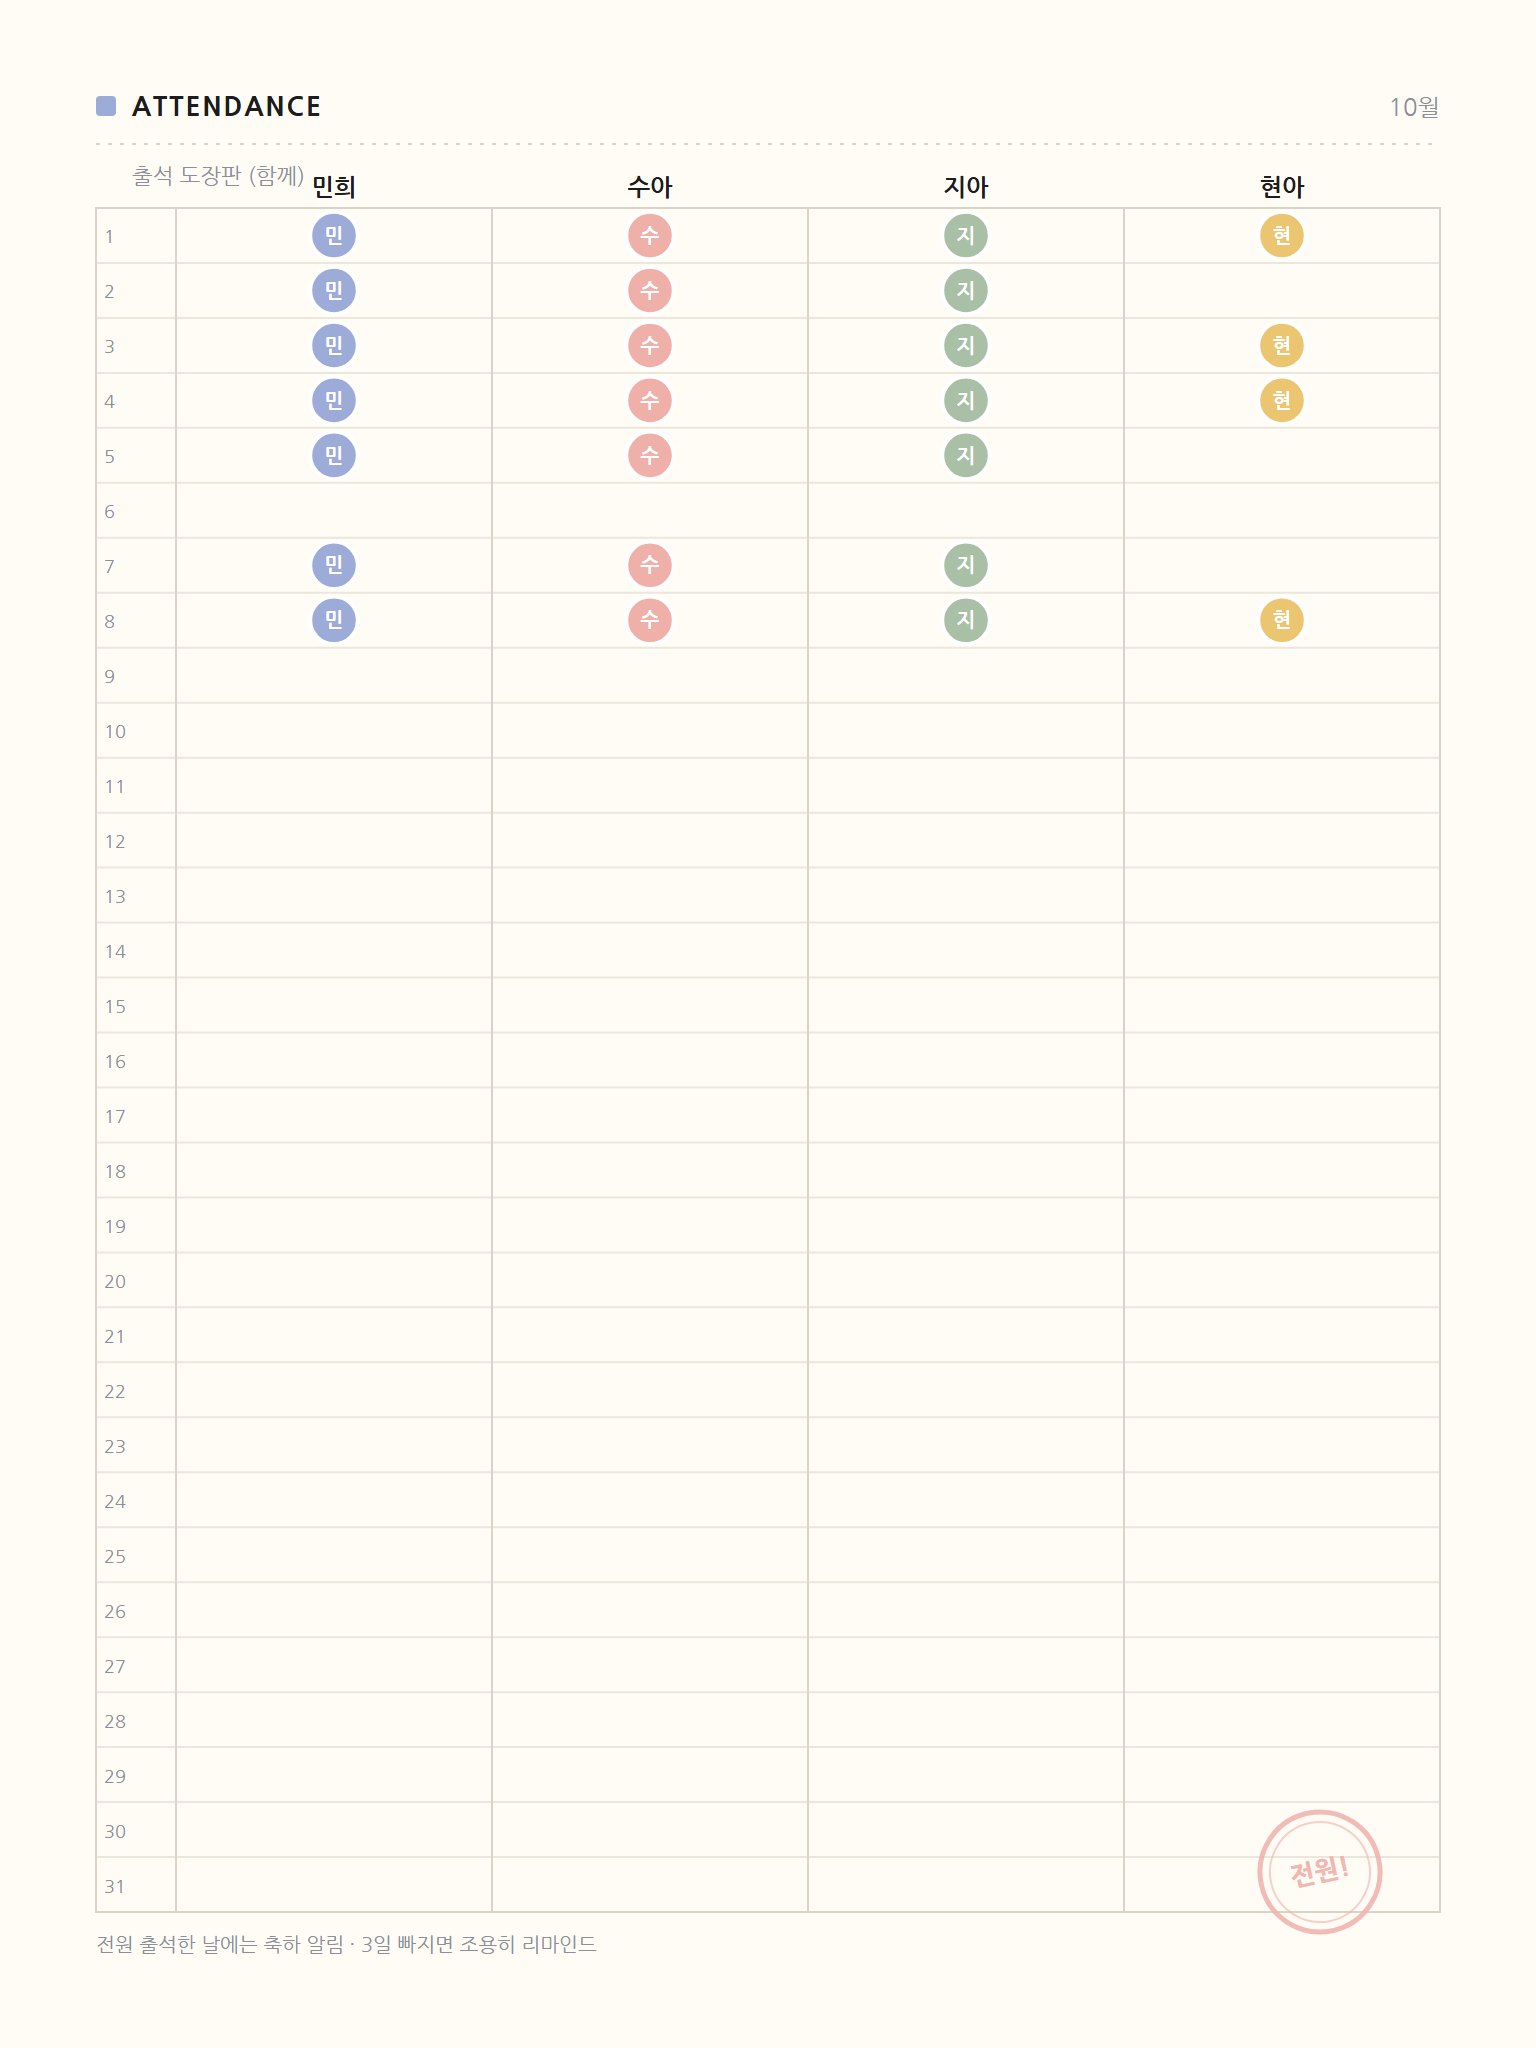 ATTENDANCE
10월
출석 도장판 (함께)
민희 수아 지아 현아
1 민 수 지 현
2 민 수 지
3 민 수 지 현
4 민 수 지 현
5 민 수 지
6
7 민 수 지
8 민 수 지 현
9
10
11
12
13
14
15
16
17
18
19
20
21
22
23
24
25
26
27
28
29
30
전원!
31
전원 출석한 날에는 축하 알림 · 3일 빠지면 조용히 리마인드